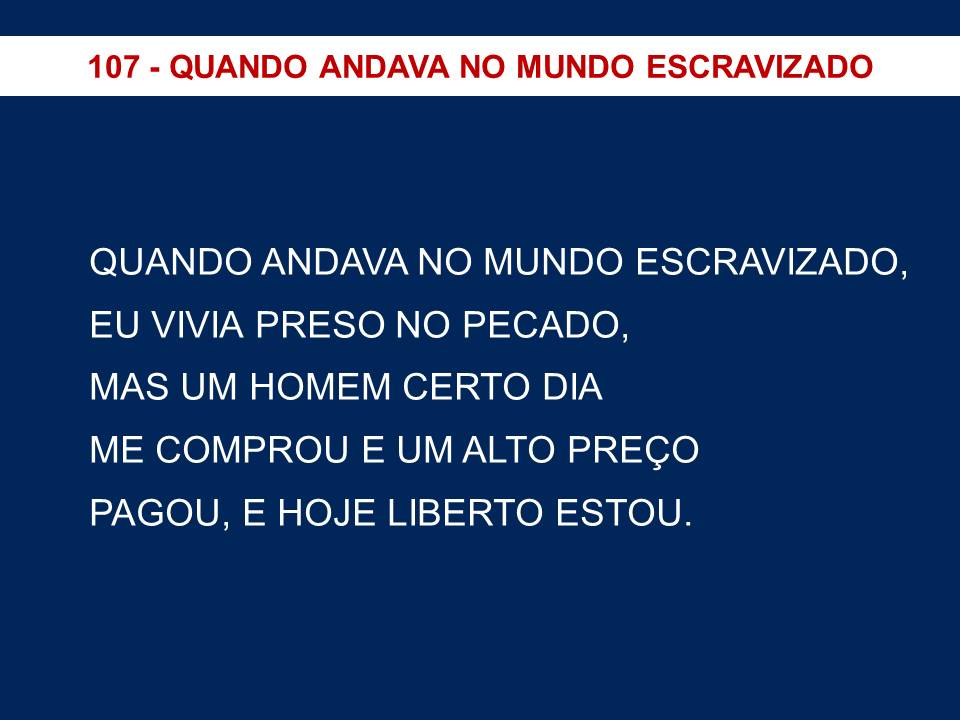 107 - QUANDO ANDAVA NO MUNDO ESCRAVIZADO
QUANDO ANDAVA NO MUNDO ESCRAVIZADO,
EU VIVIA PRESO NO PECADO,
MAS UM HOMEM CERTO DIA
ME COMPROU E UM ALTO PREÇO
PAGOU, E HOJE LIBERTO ESTOU.